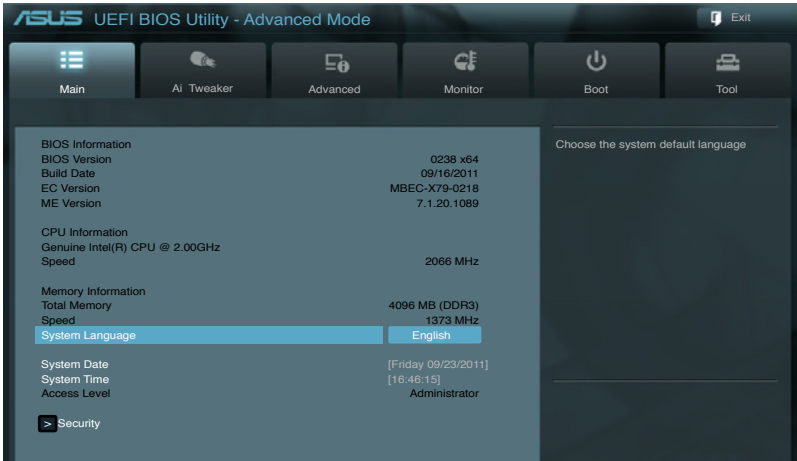 ASUS UEFI BIOS Utility - Advanced Mode Exit
Main Ai Tweaker Advanced Monitor Boot Tool
BIOS Information
BIOS Version 0238 x64
Build Date 09/16/2011
EC Version MBEC-X79-0218
ME Version 7.1.20.1089
CPU Information
Genuine Intel(R) CPU @ 2.00GHz
Speed 2066 MHz
Memory Information
Total Memory 4096 MB (DDR3)
Speed 1373 MHz
System Language English
System Date [Friday 09/23/2011]
System Time [16:46:15]
Access Level Administrator
> Security
Choose the system default language